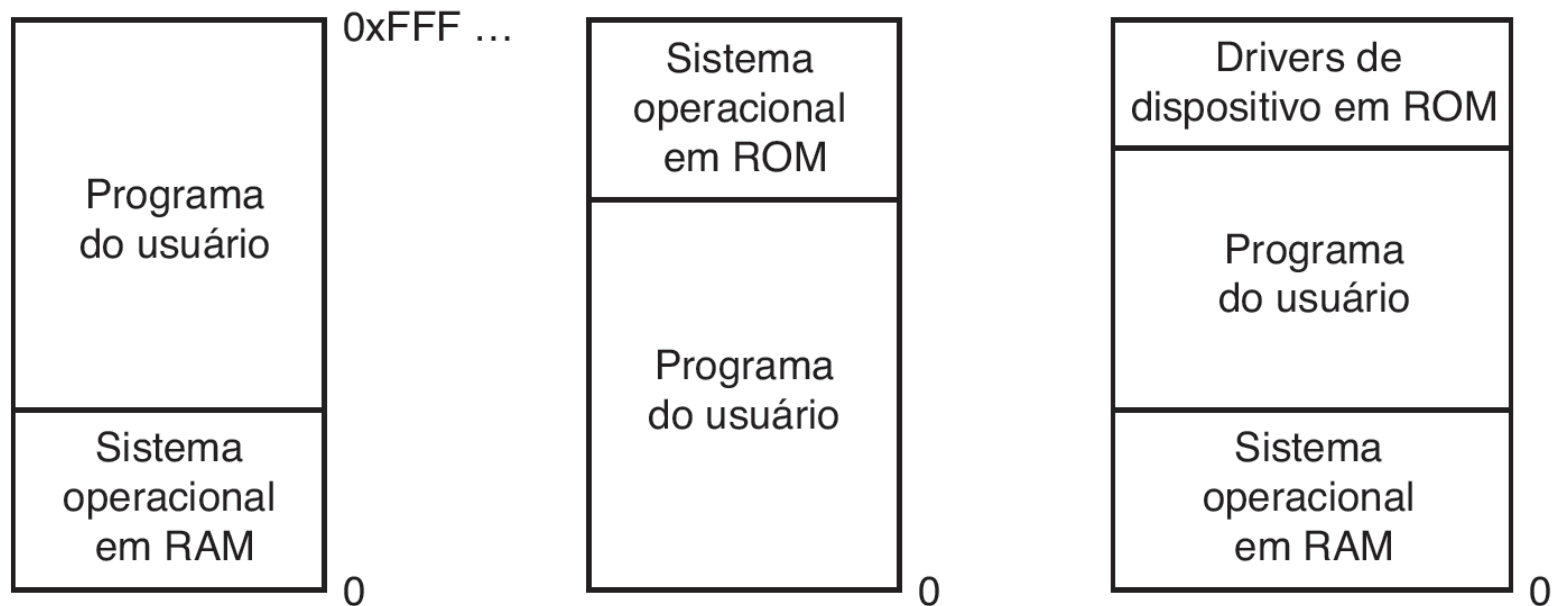 0xFFF ...
Programa
do usuário
Sistema
operacional
em RAM
0
Sistema
operacional
em ROM
Programa
do usuário
0
Drivers de
dispositivo em ROM
Programa
do usuário
Sistema
operacional
em RAM
0